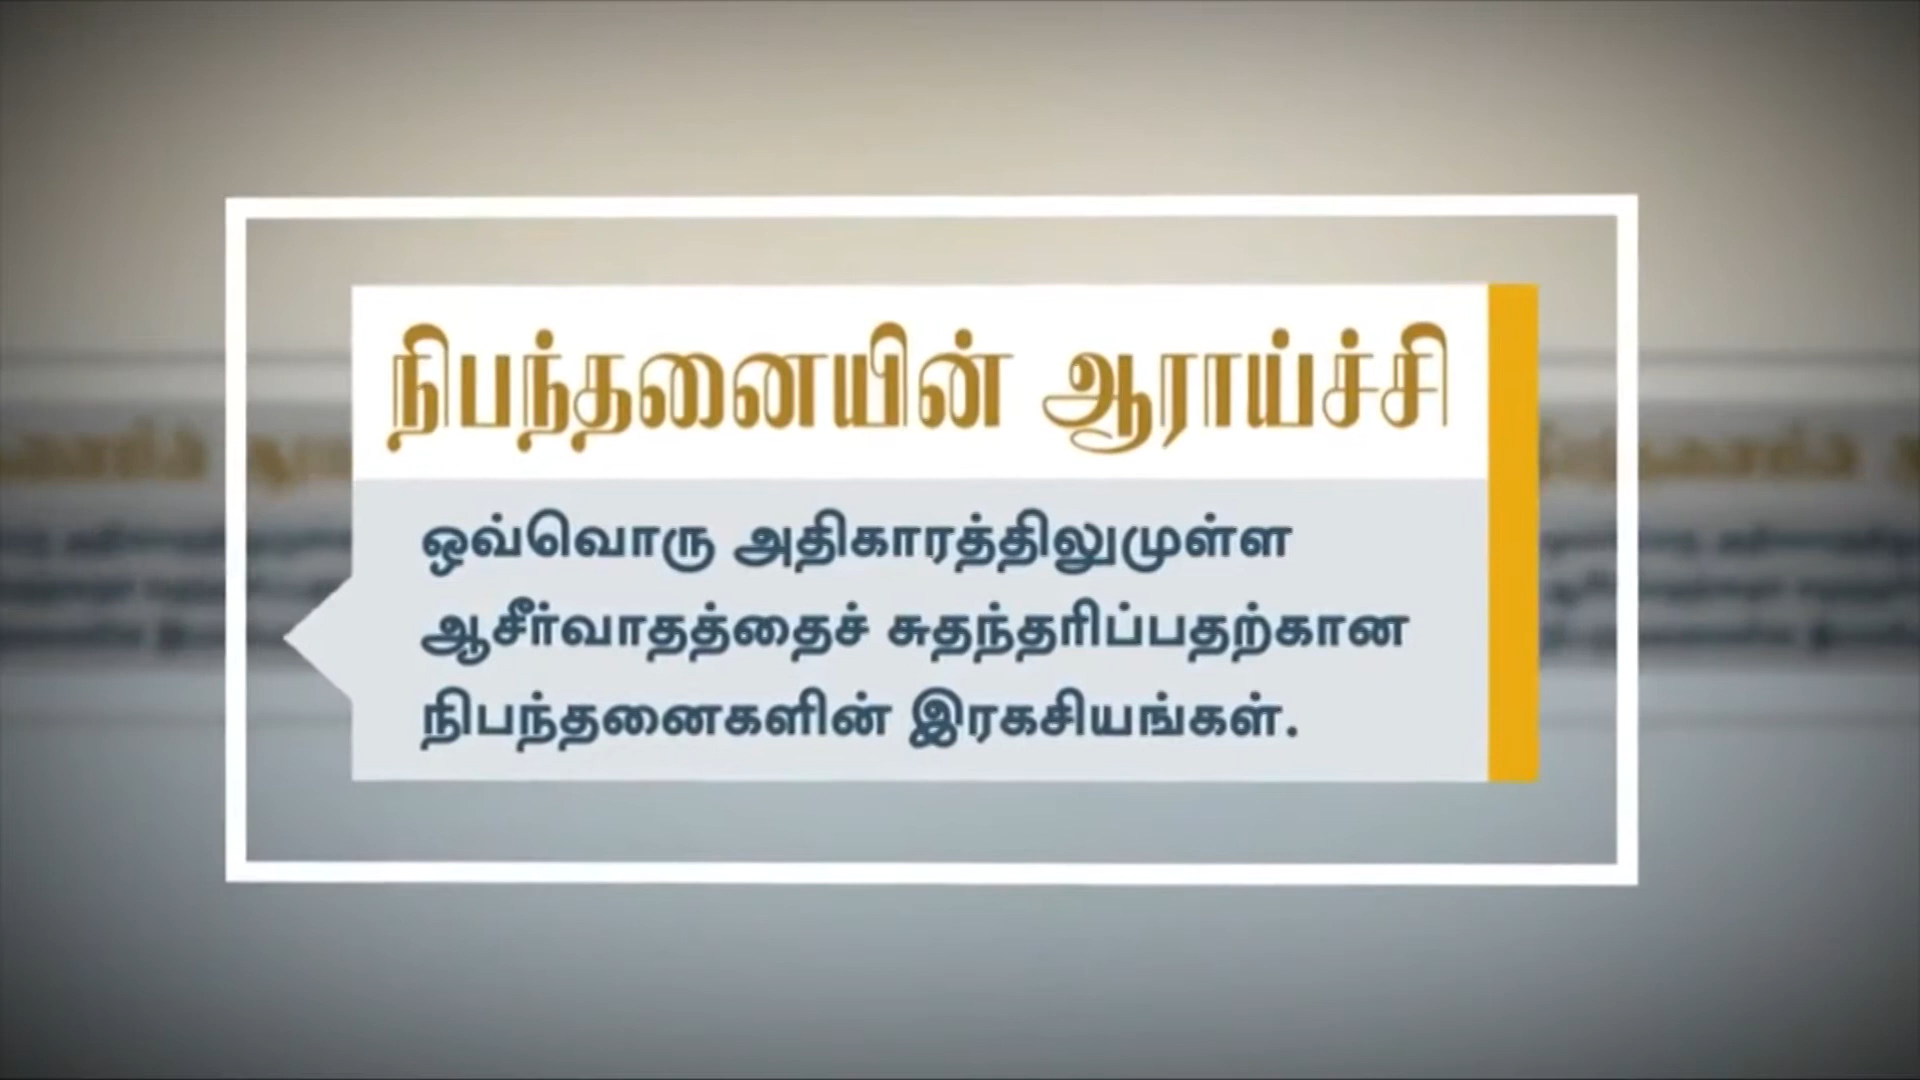 நிபந்தனையின் ஆராய்ச்சி
ஒவ்வொரு அதிகாரத்திலுமுள்ள
ஆசீர்வாதத்தைச் சுதந்தரிப்பதற்கான
நிபந்தனைகளின் இரகசியங்கள்.